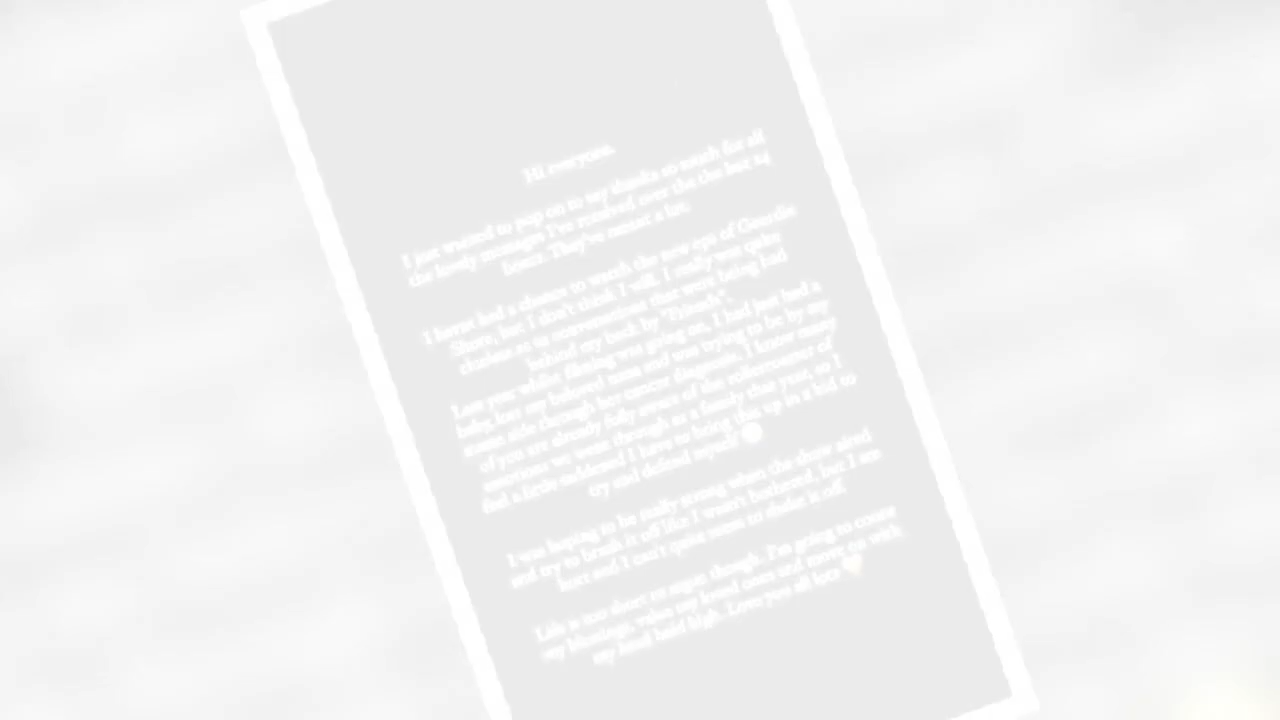 Hi everyone,
I just wanted to pop on to say thanks so much for all
the lovely messages I've received over the the last 24
hours. They've meant a lot.
I haven't had a chance to watch the new eps of Geordie
Shore, but I don't think I will. I really was quite
clueless as to conversations that were being had
behind my back by "Friends".
Last year whilst filming was going on, I had just had a
baby, lost my beloved nana and was trying to be by my
mams side through her cancer diagnosis. I know many
of you are already fully aware of the rollercoaster of
emotions we went through as a family that year, so I
feel a little saddened I have to bring this up in a bid to
try and defend myself
I was hoping to be really strong when the show aired
and try to brush it off like I wasn't bothered, but I am
hurt and I can't quite seem to shake it off.
Life is too short to argue though. I'm going to count
my blessings, value my loved ones and move on with
my head held high. Love you all lots